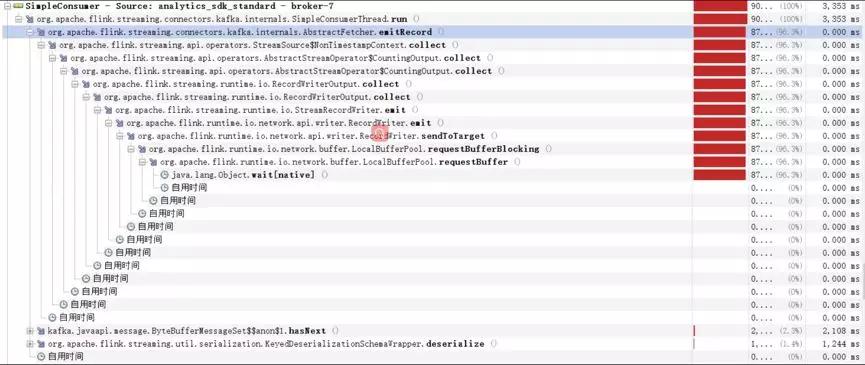 SimpleConsumer - Source: analytics_sdk_standard - broker-7 90... (100%) 3,353 ms
org.apache.flink.streaming.connectors.kafka.internals.SimpleConsumerThread.run () 90... (100%) 3,353 ms
org.apache.flink.streaming.connectors.kafka.internals.AbstractFetcher.emitRecord 87... (96.3%) 0.000 ms
org.apache.flink.streaming.api.operators.StreamSource$NonTimestampContext.collect () 87... (96.3%) 0.000 ms
org.apache.flink.streaming.api.operators.AbstractStreamOperator$CountingOutput.collect () 87... (96.3%) 0.000 ms
org.apache.flink.streaming.api.operators.AbstractStreamOperator$CountingOutput.collect () 87... (96.3%) 0.000 ms
org.apache.flink.streaming.runtime.io.RecordWriterOutput.collect () 87... (96.3%) 0.000 ms
org.apache.flink.streaming.runtime.io.RecordWriterOutput.collect () 87... (96.3%) 0.000 ms
org.apache.flink.streaming.runtime.io.StreamRecordWriter.emit () 87... (96.3%) 0.000 ms
org.apache.flink.runtime.io.network.api.writer.RecordWriter.emit () 87... (96.3%) 0.000 ms
org.apache.flink.runtime.io.network.api.writer.RecordWriter.sendToTarget () 87... (96.3%) 0.000 ms
org.apache.flink.runtime.io.network.buffer.LocalBufferPool.requestBufferBlocking () 87... (96.3%) 0.000 ms
org.apache.flink.runtime.io.network.buffer.LocalBufferPool.requestBuffer () 87... (96.3%) 0.000 ms
java.lang.Object.wait[native] () 87... (96.3%) 0.000 ms
自用时间 0.... (0%) 0.000 ms
自用时间 0.... (0%) 0.000 ms
自用时间 0.... (0%) 0.000 ms
自用时间 0.... (0%) 0.000 ms
自用时间 0.... (0%) 0.000 ms
自用时间 0.... (0%) 0.000 ms
自用时间 0.... (0%) 0.000 ms
自用时间 0.... (0%) 0.000 ms
自用时间 0.... (0%) 0.000 ms
自用时间 0.... (0%) 0.000 ms
自用时间 0.... (0%) 0.000 ms
kafka.javaapi.message.ByteBufferMessageSet$$anon$1.hasNext () 2,... (2.3%) 2,108 ms
org.apache.flink.streaming.util.serialization.KeyedDeserializationSchemaWrapper.deserialize () 1,... (1.4%) 1,244 ms
自用时间 0.... (0%) 0.000 ms